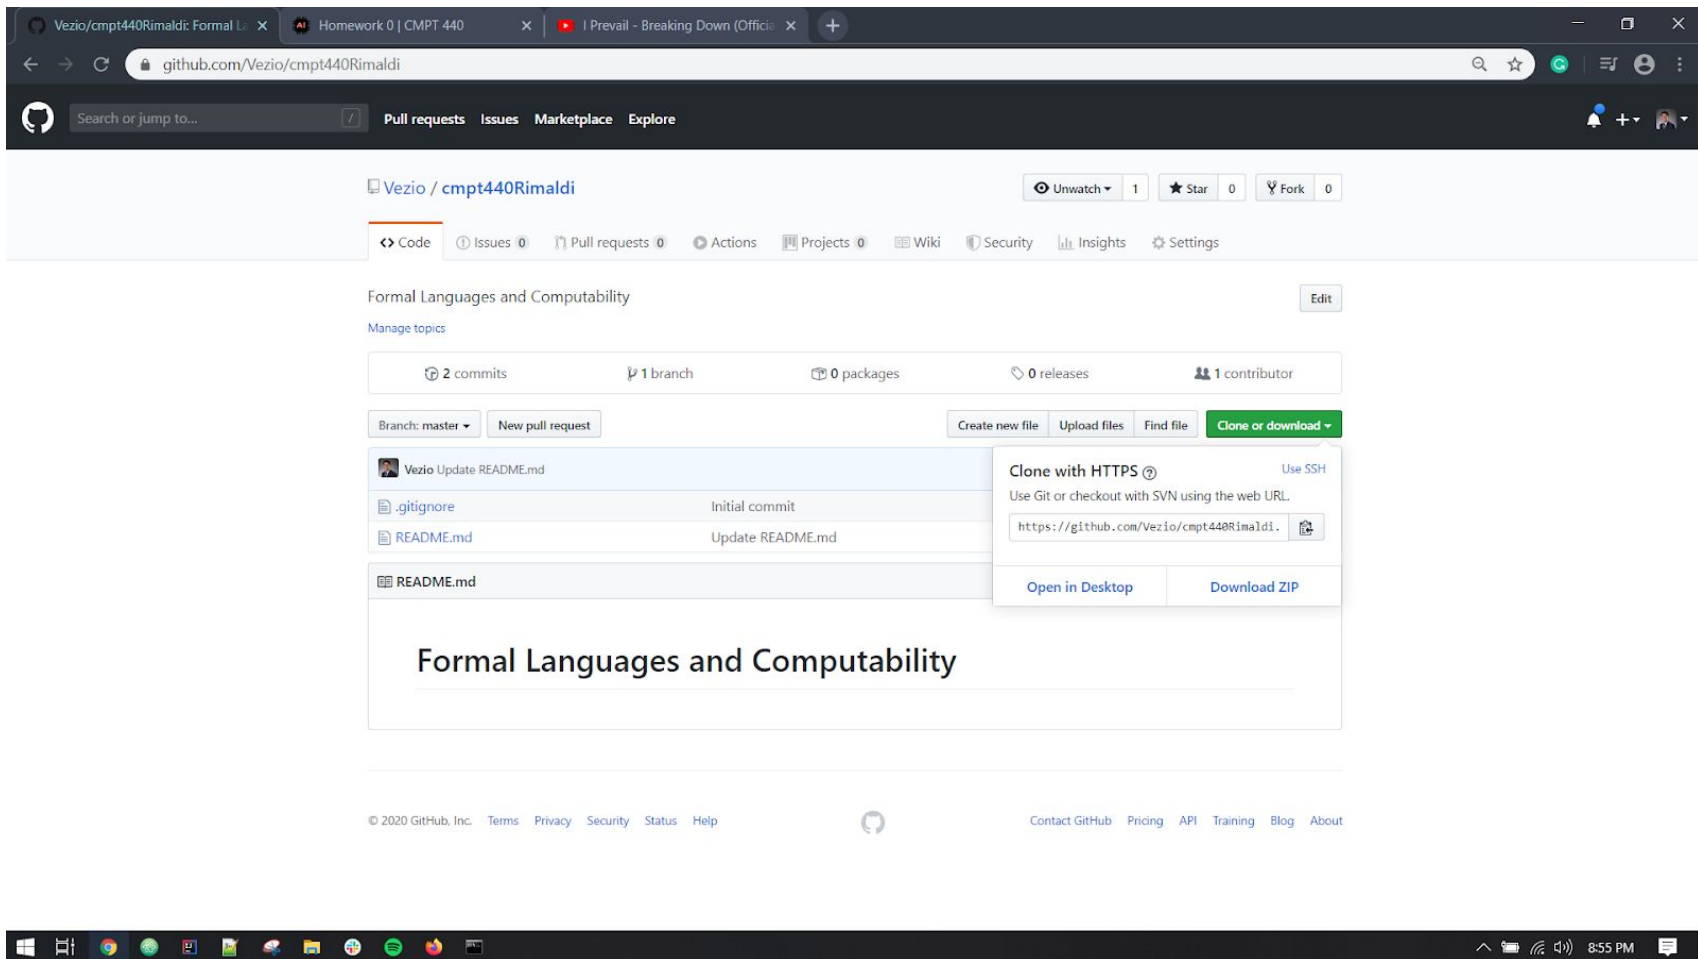 Vezio/cmpt440Rimaldi: Formal La
Homework 0 | CMPT 440
I Prevail - Breaking Down (Officia
github.com/Vezio/cmpt440Rimaldi
Search or jump to... /
Pull requests Issues Marketplace Explore
Vezio / cmpt440Rimaldi
Unwatch 1 Star 0 Fork 0
Code Issues 0 Pull requests 0 Actions Projects 0 Wiki Security Insights Settings
Formal Languages and Computability Edit
Manage topics
2 commits 1 branch 0 packages 0 releases 1 contributor
Branch: master New pull request Create new file Upload files Find file Clone or download
Vezio Update README.md
.gitignore Initial commit
README.md Update README.md
Clone with HTTPS Use SSH
Use Git or checkout with SVN using the web URL.
https://github.com/Vezio/cmpt440Rimaldi.
Open in Desktop Download ZIP
README.md
Formal Languages and Computability
© 2020 GitHub, Inc. Terms Privacy Security Status Help Contact GitHub Pricing API Training Blog About
8:55 PM